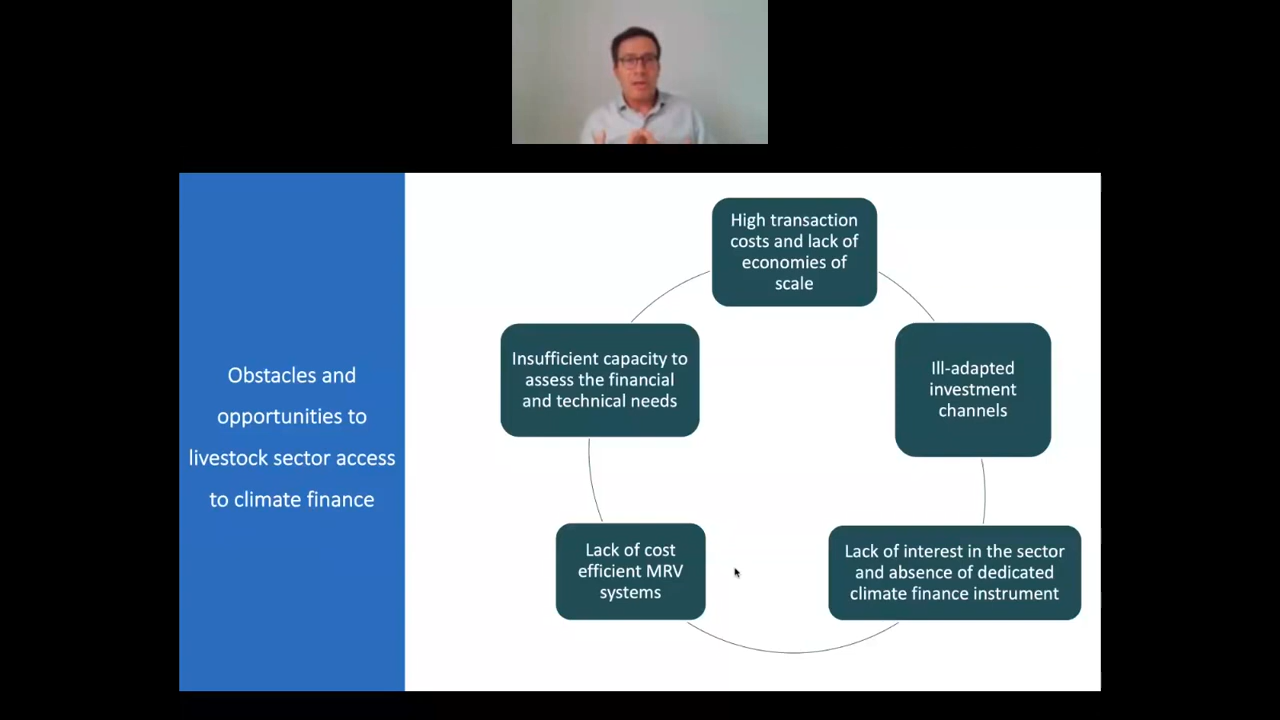 Obstacles and
opportunities to
livestock sector access
to climate finance
High transaction
costs and lack of
economies of
scale
Ill-adapted
investment
channels
Lack of interest in the sector
and absence of dedicated
climate finance instrument
Lack of cost
efficient MRV
systems
Insufficient capacity to
assess the financial
and technical needs